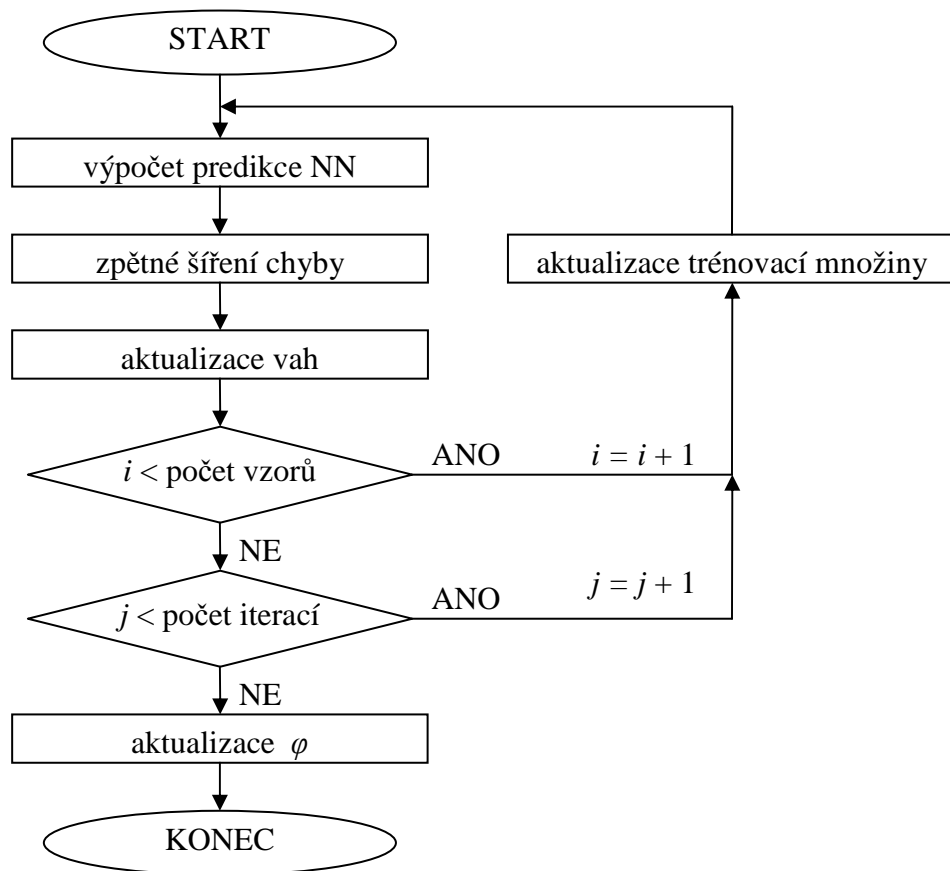 START
výpočet predikce NN
zpětné šíření chyby
aktualizace trénovací množiny
aktualizace vah
i < počet vzorů
ANO
i = i + 1
NE
j < počet iterací
ANO
j = j + 1
NE
aktualizace φ
KONEC